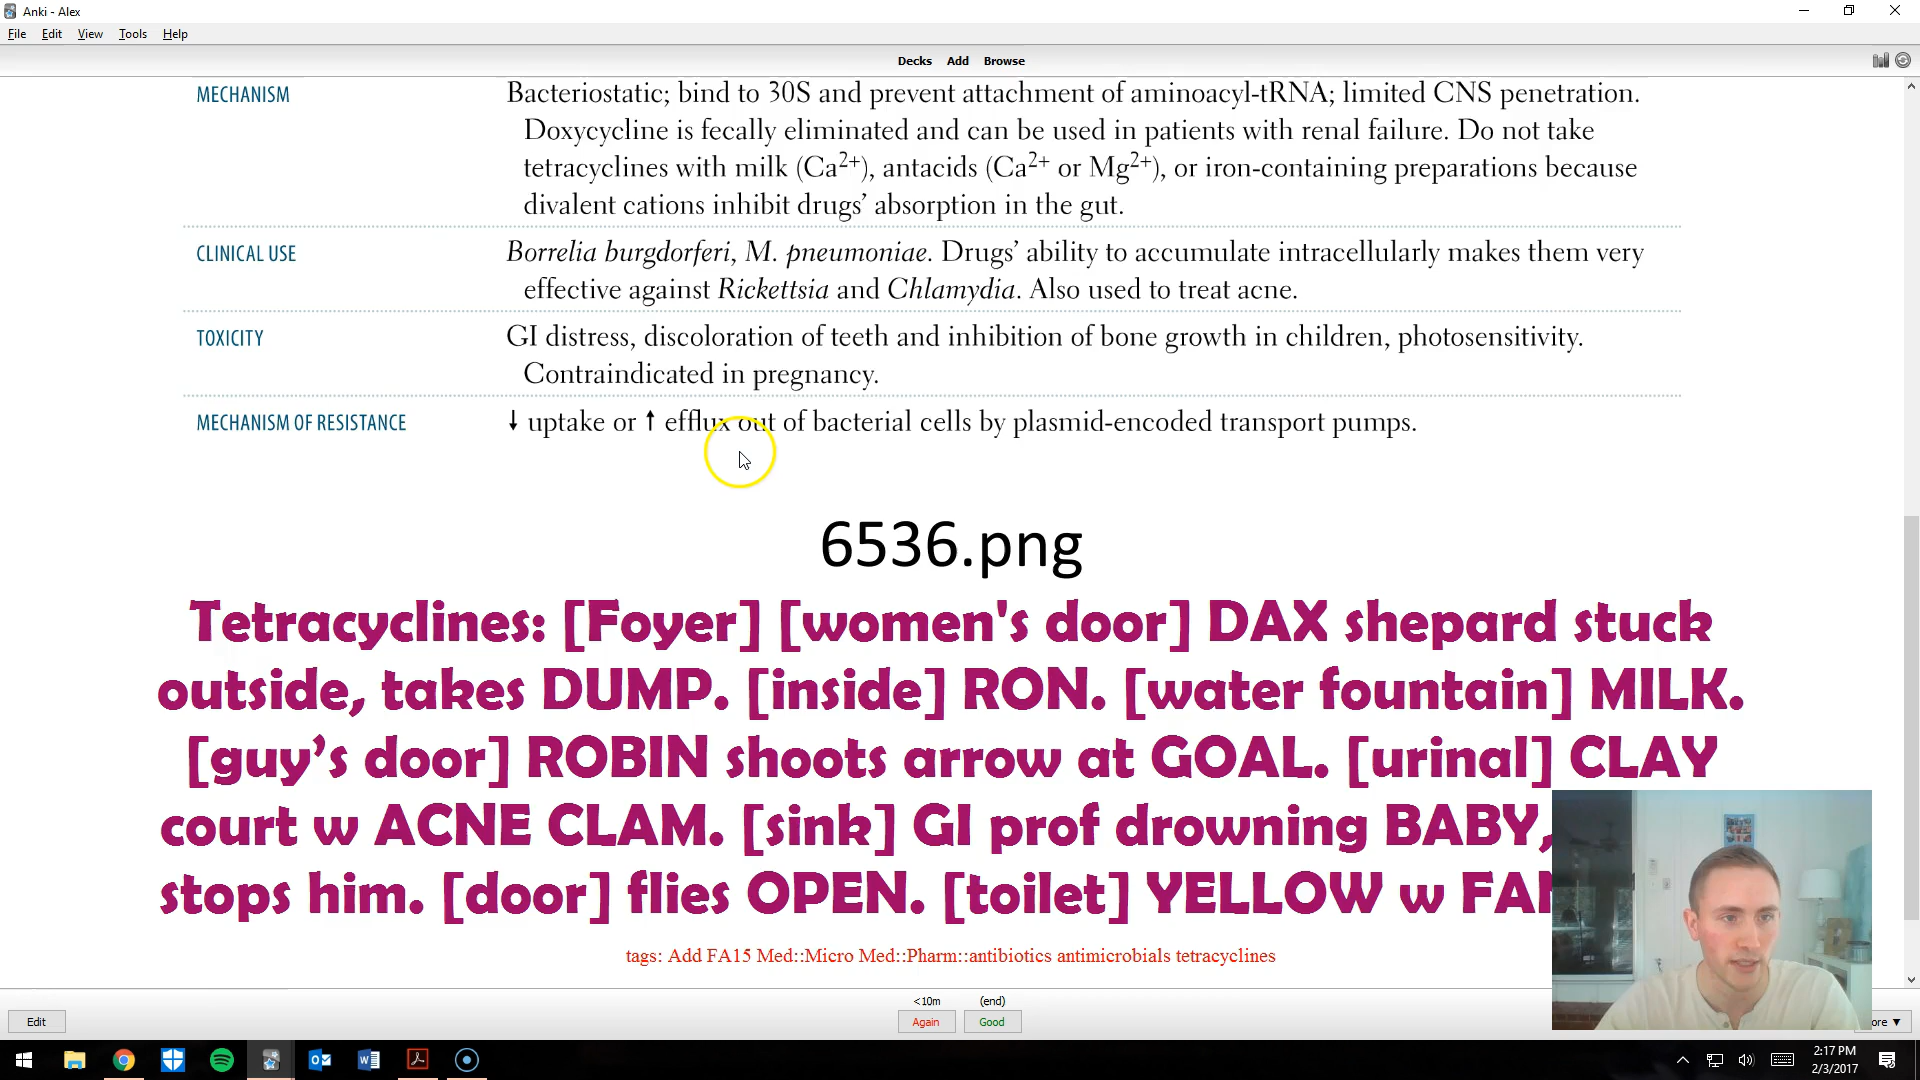 Anki - Alex
File Edit View Tools Help
Decks Add Browse
MECHANISM
Bacteriostatic; bind to 30S and prevent attachment of aminoacyl-tRNA; limited CNS penetration.
Doxycycline is fecally eliminated and can be used in patients with renal failure. Do not take
tetracyclines with milk (Ca2+), antacids (Ca2+ or Mg2+), or iron-containing preparations because
divalent cations inhibit drugs' absorption in the gut.
CLINICAL USE
Borrelia burgdorferi, M. pneumoniae. Drugs' ability to accumulate intracellularly makes them very
effective against Rickettsia and Chlamydia. Also used to treat acne.
TOXICITY
GI distress, discoloration of teeth and inhibition of bone growth in children, photosensitivity.
Contraindicated in pregnancy.
MECHANISM OF RESISTANCE
↓ uptake or ↑ efflux out of bacterial cells by plasmid-encoded transport pumps.
6536.png
Tetracyclines: [Foyer] [women's door] DAX shepard stuck
outside, takes DUMP. [inside] RON. [water fountain] MILK.
[guy's door] ROBIN shoots arrow at GOAL. [urinal] CLAY
court w ACNE CLAM. [sink] GI prof drowning BABY,
stops him. [door] flies OPEN. [toilet] YELLOW w
tags: Add FA15 Med::Micro Med::Pharm::antibiotics antimicrobials tetracyclines
<10m (end)
Edit Again Good
2:17 PM
2/3/2017